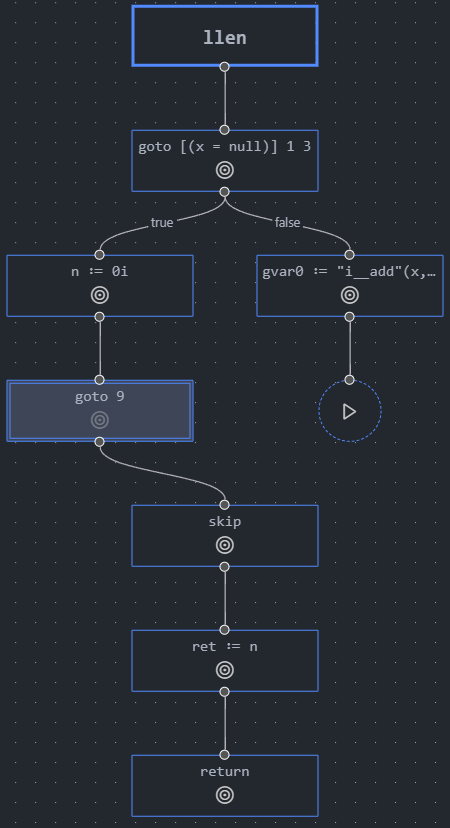 llen
goto [(x = null)] 1 3
true
false
n := 0i
gvar0 := "i__add"(x,…
goto 9
skip
ret := n
return